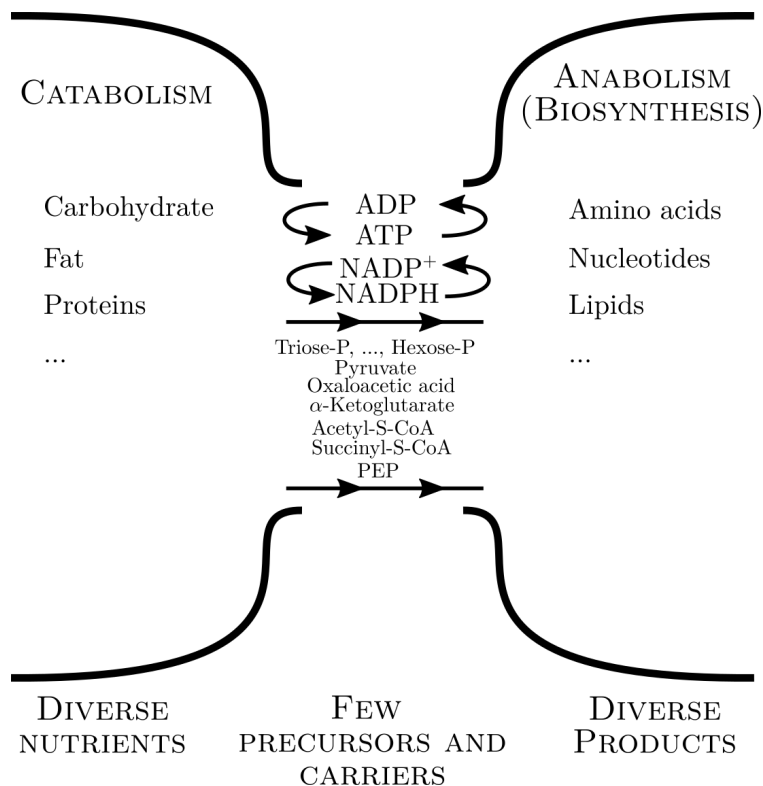 CATABOLISM
ANABOLISM
(BIOSYNTHESIS)
Carbohydrate
Fat
Proteins
...
ADP
ATP
NADP⁺
NADPH
Triose-P, ..., Hexose-P
Pyruvate
Oxaloacetic acid
α-Ketoglutarate
Acetyl-S-CoA
Succinyl-S-CoA
PEP
Amino acids
Nucleotides
Lipids
...
DIVERSE
NUTRIENTS
FEW
PRECURSORS AND
CARRIERS
DIVERSE
PRODUCTS